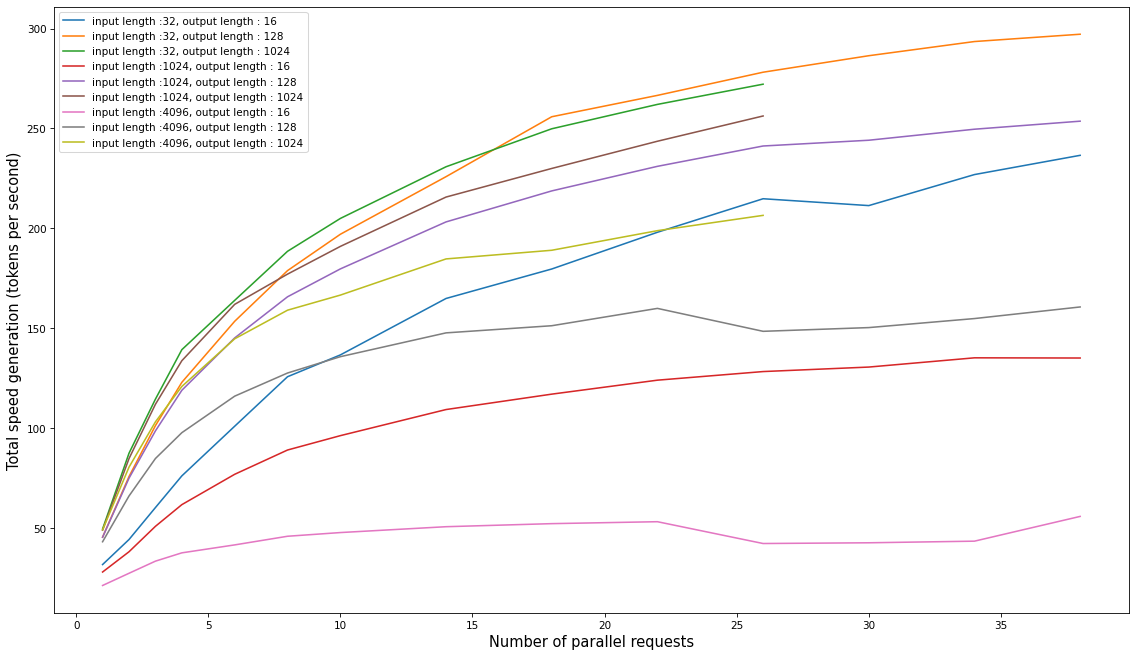 input length :32, output length : 16
input length :32, output length : 128
input length :32, output length : 1024
input length :1024, output length : 16
input length :1024, output length : 128
input length :1024, output length : 1024
input length :4096, output length : 16
input length :4096, output length : 128
input length :4096, output length : 1024
Total speed generation (tokens per second)
300
250
200
150
100
50
0
5
10
15
20
25
30
35
Number of parallel requests